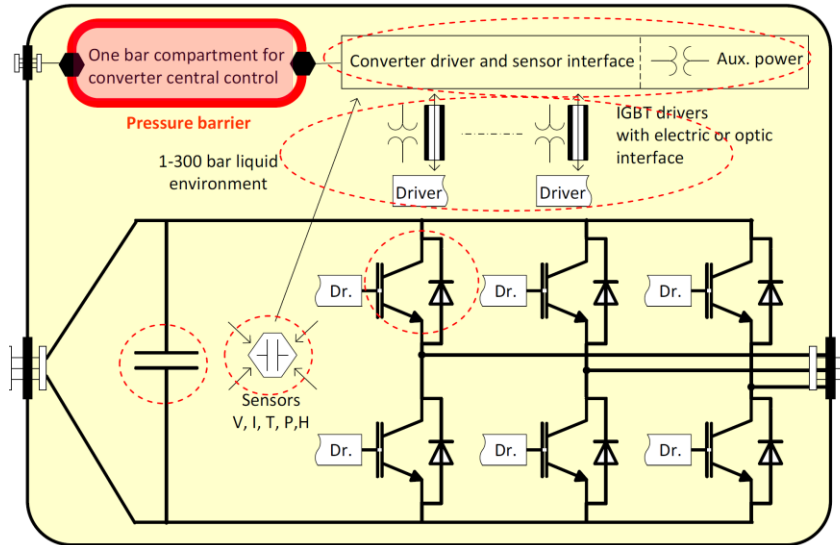 One bar compartment for
converter central control
Converter driver and sensor interface
Aux. power
Pressure barrier
1-300 bar liquid
environment
IGBT drivers
with electric or optic
interface
Driver
Driver
Dr.
Dr.
Dr.
Sensors
V, I, T, P,H
Dr.
Dr.
Dr.